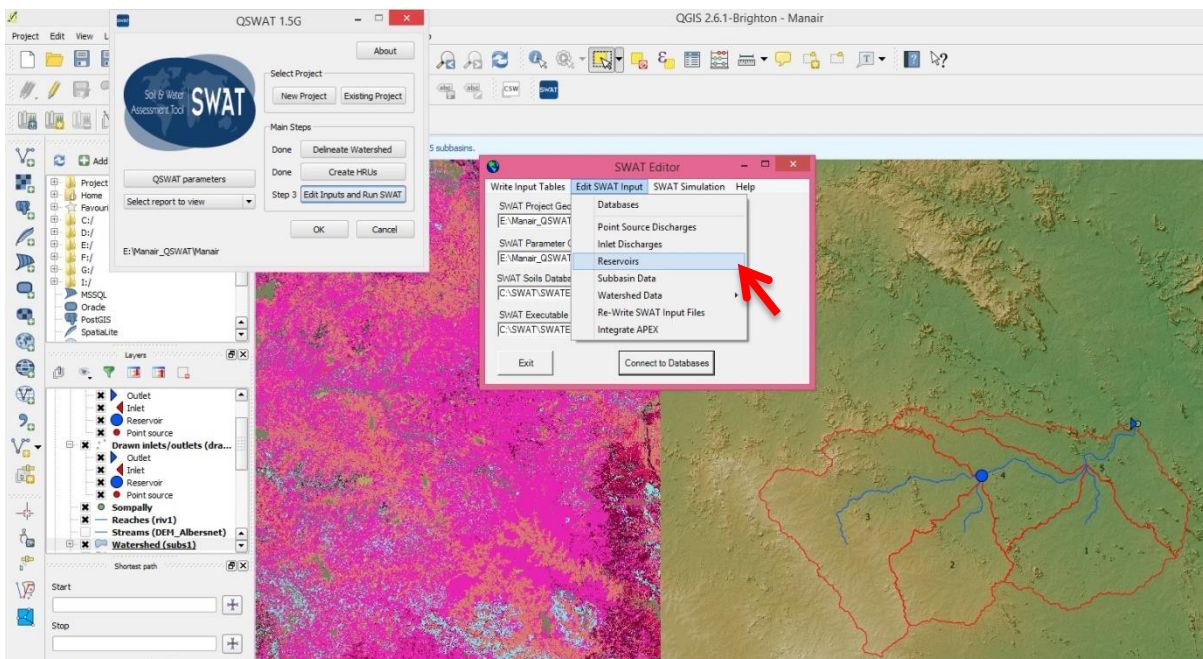 QGIS 2.6.1-Brighton - Manair
Project Edit View L
QSWAT 1.5G
About
Soil & Water
Assessment Tool
SWAT
Select Project
New Project
Existing Project
Main Steps
Done
Delineate Watershed
Done
Create HRUs
Step 3
Edit Inputs and Run SWAT
QSWAT parameters
Select report to view
OK
Cancel
E:\Manair_QSWAT\Manair
CSW
SWAT
5 subbasins.
SWAT Editor
Write Input Tables Edit SWAT Input SWAT Simulation Help
SWAT Project Geo
E:\Manair_QSWAT
SWAT Parameter G
E:\Manair_QSWAT
SWAT Soils Databa
C:\SWAT\SWATE
SWAT Executable
C:\SWAT\SWATE
Databases
Point Source Discharges
Inlet Discharges
Reservoirs
Subbasin Data
Watershed Data
Re-Write SWAT Input Files
Integrate APEX
Exit
Connect to Databases
Add
Project
Home
Favouri
C:/
D:/
E:/
F:/
G:/
I:/
MSSQL
Oracle
PostGIS
SpatiaLite
Layers
Outlet
Inlet
Reservoir
Point source
Drawn inlets/outlets (dra...
Outlet
Inlet
Reservoir
Point source
Sompally
Reaches (riv1)
Streams (DEM_Albersnet)
Watershed (subs1)
Shortest path
Start
Stop
3
4
5
2
1